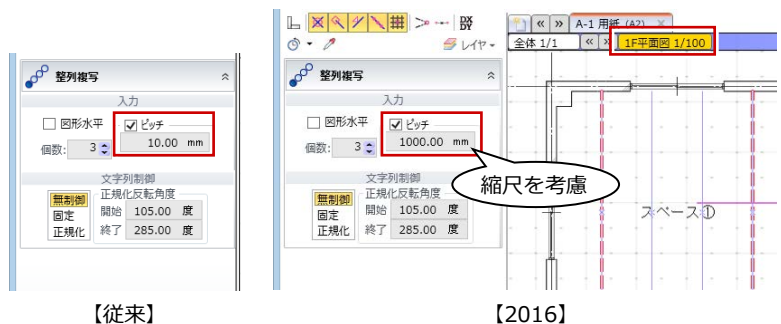 整列複写
入力
図形水平 ピッチ
個数: 3 10.00 mm
文字列制御
無制御
固定
正規化
正規化反転角度
開始 105.00 度
終了 285.00 度
【従来】
レイヤ
整列複写
入力
図形水平 ピッチ
個数: 3 1000.00 mm
文字列制御
無制御
固定
正規化
正規化反転角度
開始 105.00 度
終了 285.00 度
縮尺を考慮
A-1 用紙 (A2)
全体 1/1 1F平面図 1/100
スペース①
【2016】